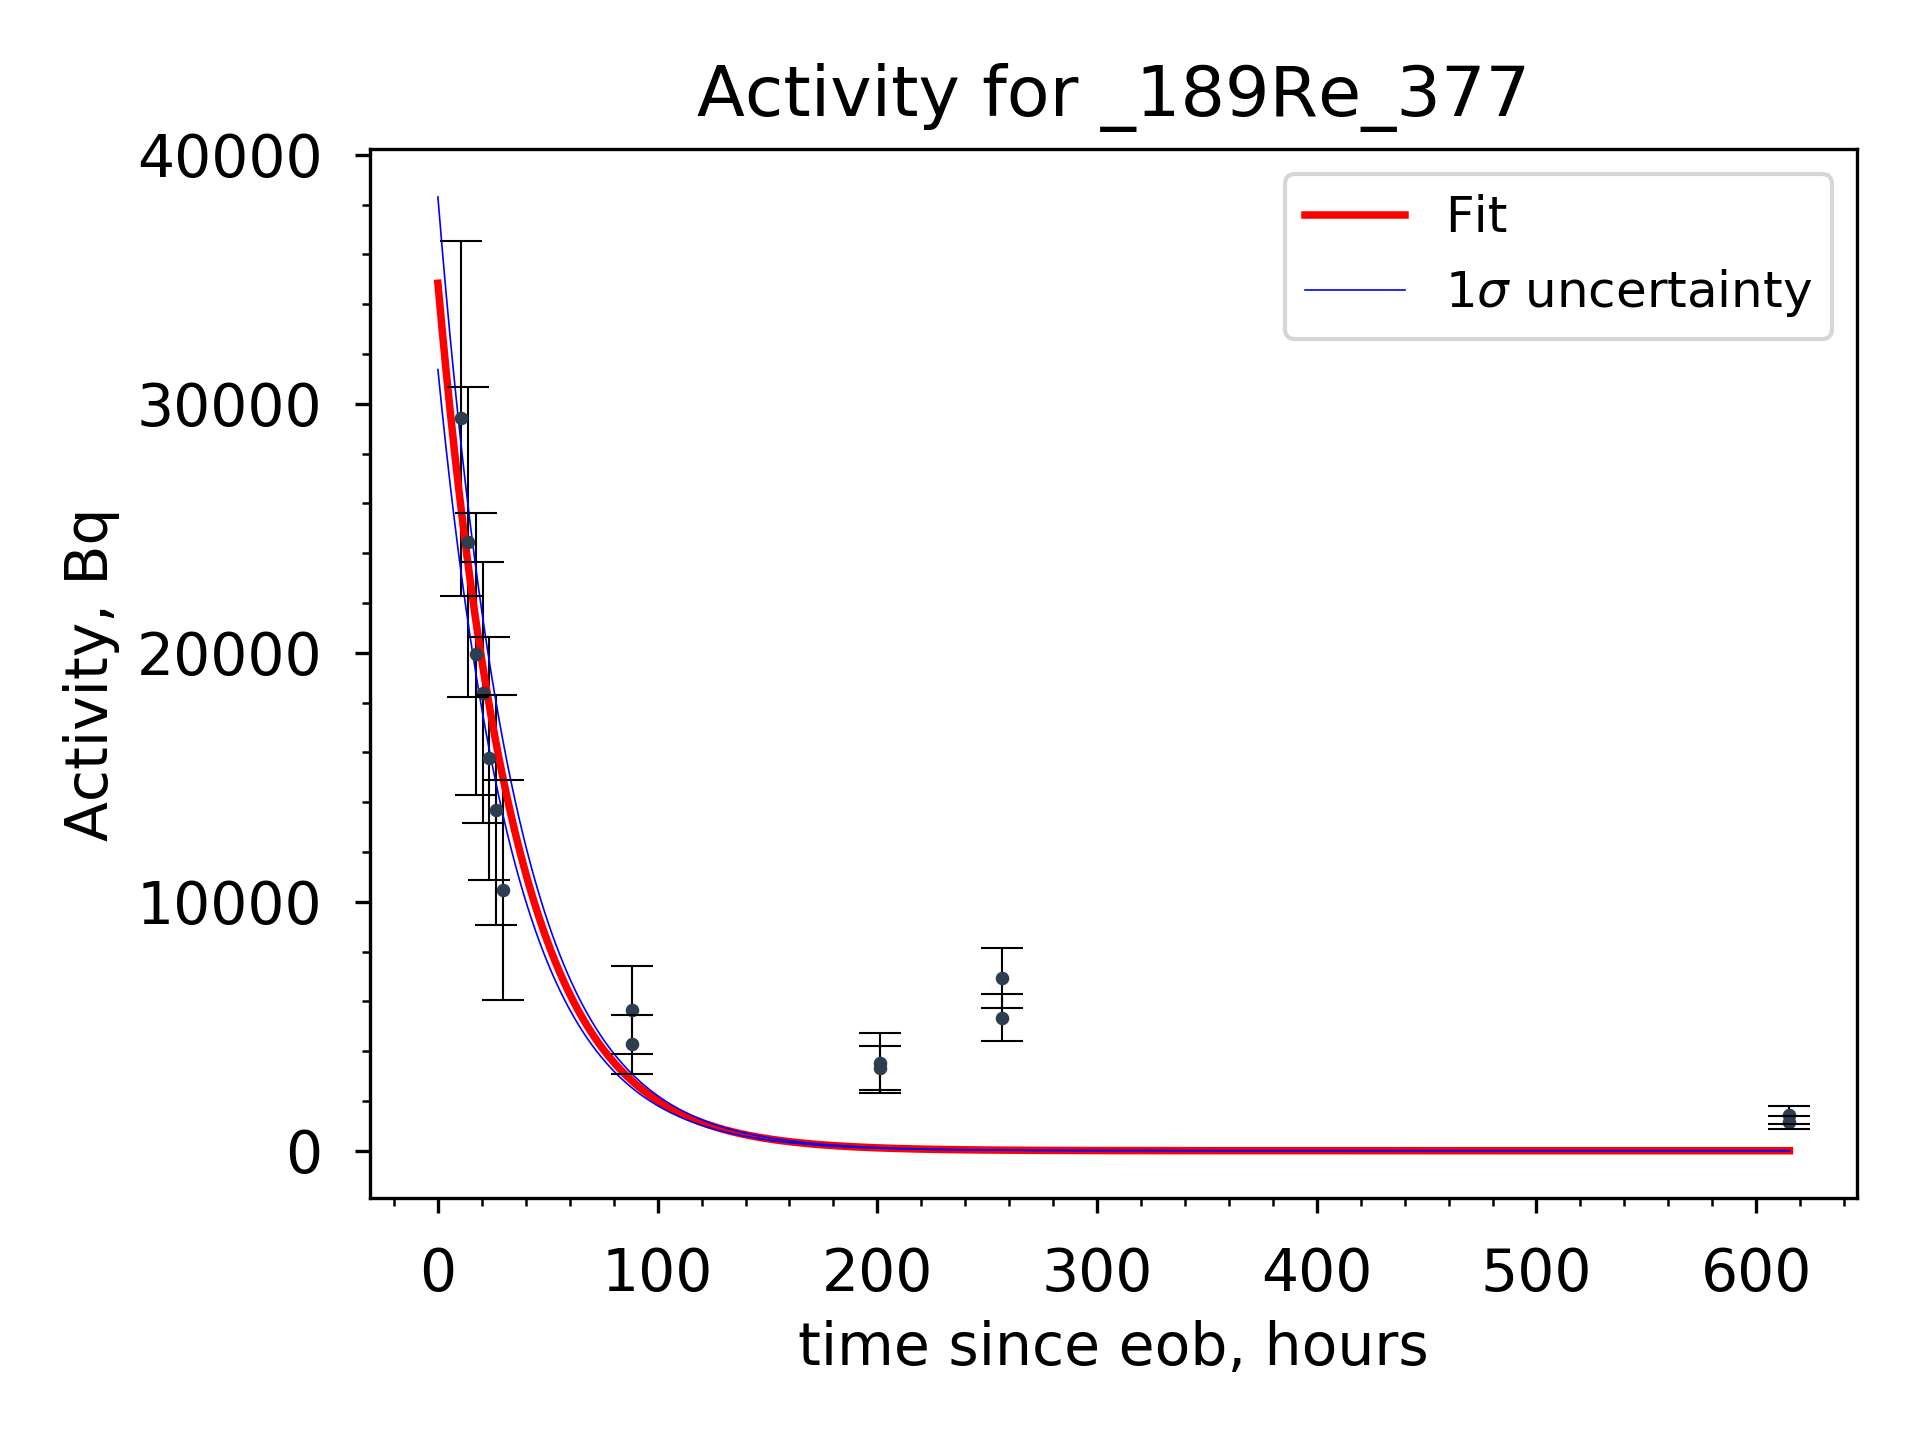 Activity for _189Re_377
40000
30000
20000
10000
0
Activity, Bq
Fit
1σ uncertainty
0 100 200 300 400 500 600
time since eob, hours